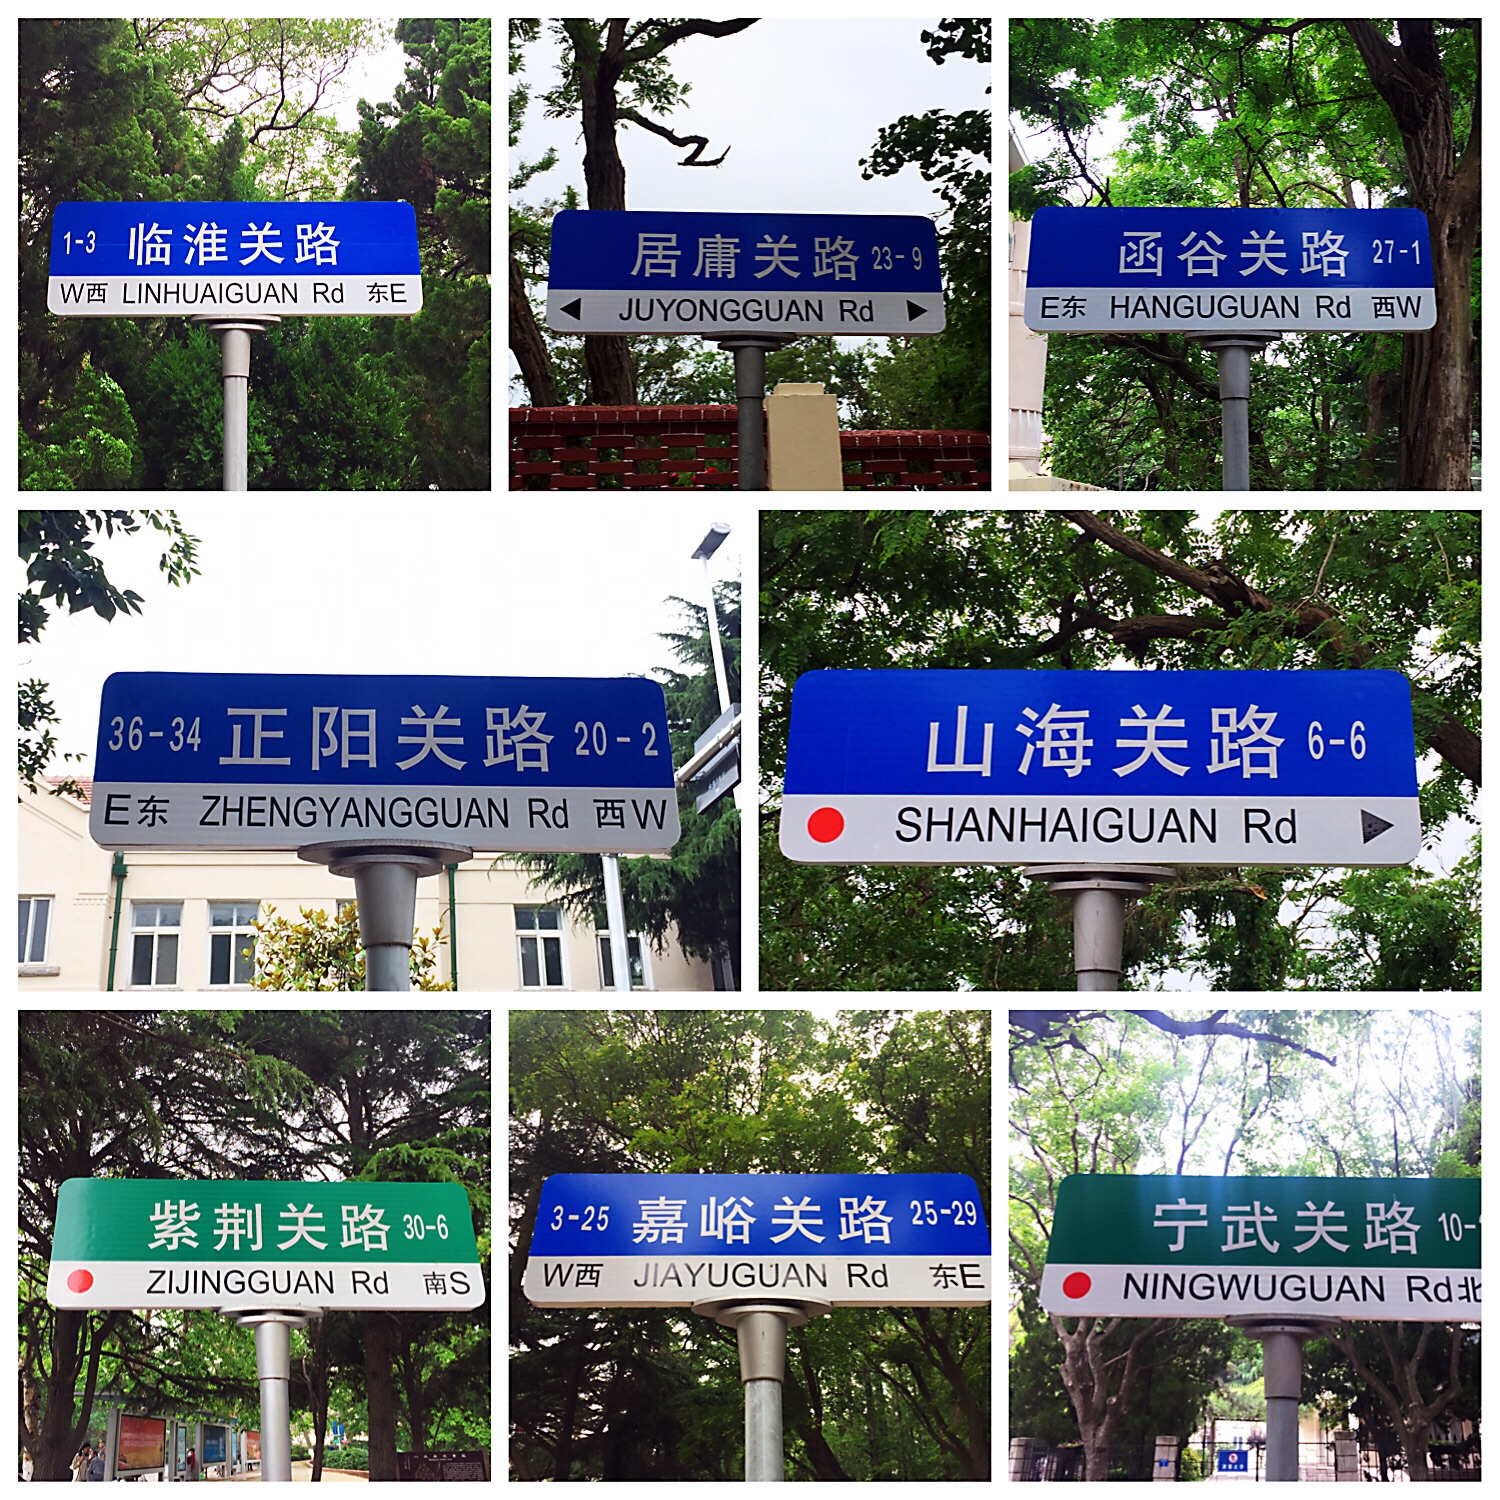 1-3 临淮关路
W西 LINHUAIGUAN Rd 东E
居庸关路 23-9
JUYONGGUAN Rd
函谷关路 27-1
E东 HANGUGUAN Rd 西W
36-34 正阳关路 20-2
E东 ZHENGYANGGUAN Rd 西W
山海关路 6-6
SHANHAIGUAN Rd
紫荆关路 30-6
ZIJINGGUAN Rd 南S
3-25 嘉峪关路 25-29
W西 JIAYUGUAN Rd 东E
宁武关路 10-
NINGWUGUAN Rd 北